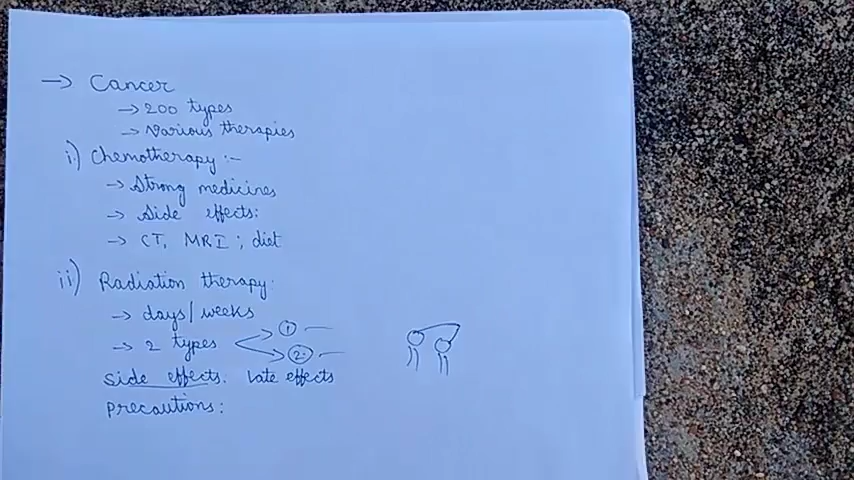 → Cancer
→ 200 types
→ Various therapies
i.) Chemotherapy :-
→ Strong medicines
→ Side effects:
→ CT, MRI ; diet
ii) Radiation therapy:
→ days/weeks
→ 2 types
①
②
Side effects: Late effects
Precautions: